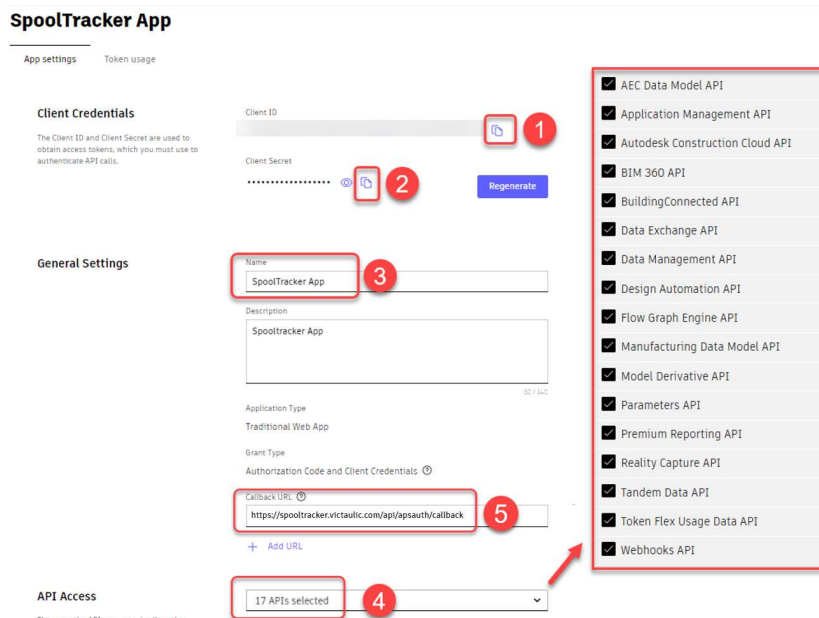 SpoolTracker App
App settings
Token usage
Client Credentials
The Client ID and Client Secret are used to
obtain access tokens, which you must use to
authenticate API calls.
Client ID
1
Client Secret
2
Regenerate
General Settings
Name
SpoolTracker App
3
Description
Spooltracker App
Application Type
Traditional Web App
Grant Type
Authorization Code and Client Credentials
Callback URL
https://spooltracker.victaulic.com/api/apsauth/callback
5
+ Add URL
API Access
17 APIs selected
4
AEC Data Model API
Application Management API
Autodesk Construction Cloud API
BIM 360 API
BuildingConnected API
Data Exchange API
Data Management API
Design Automation API
Flow Graph Engine API
Manufacturing Data Model API
Model Derivative API
Parameters API
Premium Reporting API
Reality Capture API
Tandem Data API
Token Flex Usage Data API
Webhooks API